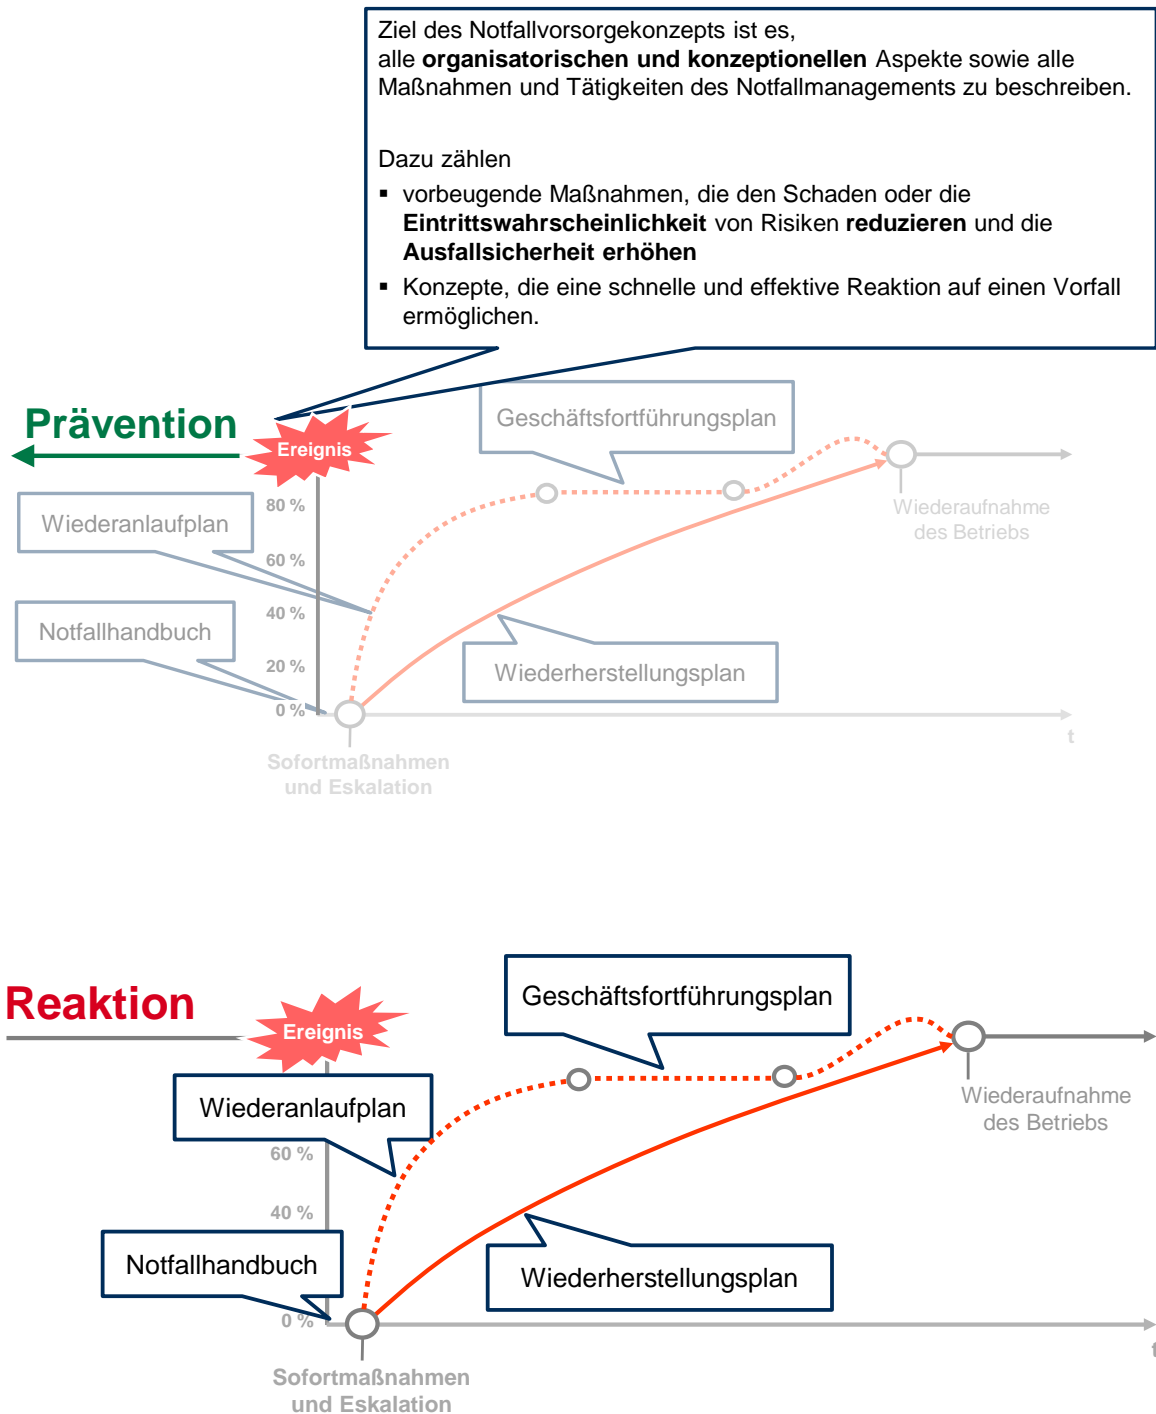 Ziel des Notfallvorsorgekonzepts ist es,
alle organisatorischen und konzeptionellen Aspekte sowie alle
Maßnahmen und Tätigkeiten des Notfallmanagements zu beschreiben.
Dazu zählen
▪ vorbeugende Maßnahmen, die den Schaden oder die
Eintrittswahrscheinlichkeit von Risiken reduzieren und die
Ausfallsicherheit erhöhen
▪ Konzepte, die eine schnelle und effektive Reaktion auf einen Vorfall
ermöglichen.
Prävention
Ereignis
Geschäftsfortführungsplan
80 %
Wiederanlaufplan
Wiederaufnahme
des Betriebs
60 %
40 %
Notfallhandbuch
20 %
Wiederherstellungsplan
0 %
t
Sofortmaßnahmen
und Eskalation
Reaktion
Ereignis
Geschäftsfortführungsplan
Wiederanlaufplan
Wiederaufnahme
des Betriebs
60 %
40 %
Notfallhandbuch
Wiederherstellungsplan
0 %
t
Sofortmaßnahmen
und Eskalation